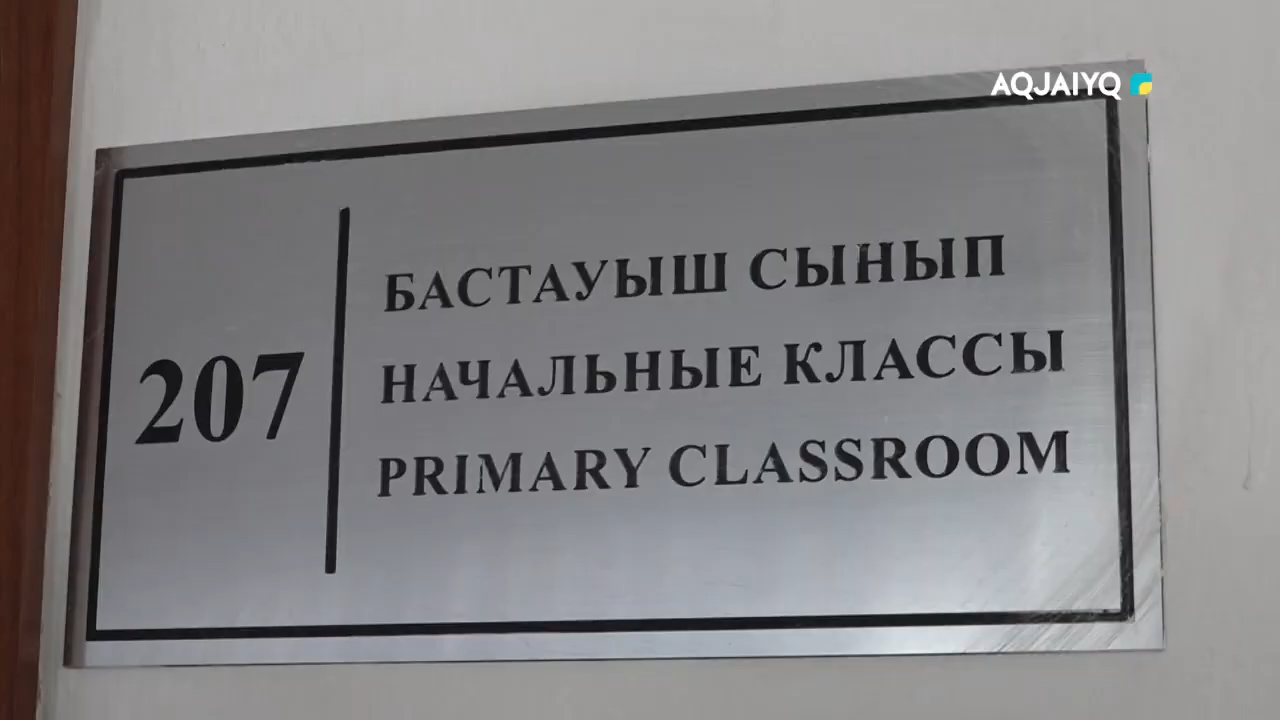 AQJAIYQ
207
БАСТАУЫШ СЫНЫП
НАЧАЛЬНЫЕ КЛАССЫ
PRIMARY CLASSROOM